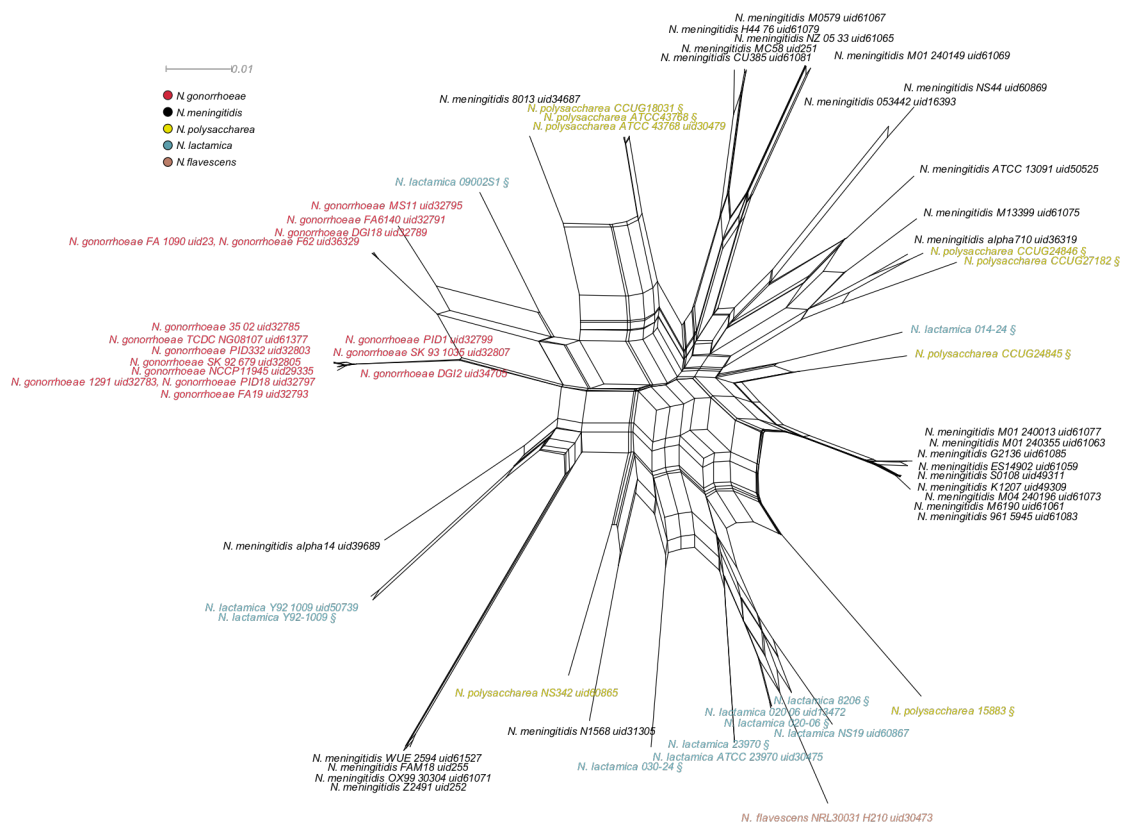 0.01
N. gonorrhoeae
N. meningitidis
N. polysaccharea
N. lactamica
N. flavescens
N. meningitidis M0579 uid61067
N. meningitidis H44 76 uid61079
N. meningitidis NZ 05 33 uid61065
N. meningitidis MC58 uid251
N. meningitidis CU385 uid61081
N. meningitidis M01 240149 uid61069
N. meningitidis NS44 uid60869
N. meningitidis 053442 uid16393
N. meningitidis 8013 uid34687
N. polysaccharea CCUG18031 §
N. polysaccharea ATCC43768 §
N. polysaccharea ATCC 43768 uid30479
N. meningitidis ATCC 13091 uid50525
N. lactamica 09002S1 §
N. gonorrhoeae MS11 uid32795
N. gonorrhoeae FA6140 uid32791
N. gonorrhoeae DGI18 uid32789
N. gonorrhoeae FA 1090 uid23, N. gonorrhoeae F62 uid36329
N. meningitidis M13399 uid61075
N. meningitidis alpha710 uid36319
N. polysaccharea CCUG24846 §
N. polysaccharea CCUG27182 §
N. gonorrhoeae 35 02 uid32785
N. gonorrhoeae TCDC NG08107 uid61377
N. gonorrhoeae PID332 uid32803
N. gonorrhoeae SK 92 679 uid32805
N. gonorrhoeae NCCP11945 uid29335
N. gonorrhoeae 1291 uid32783, N. gonorrhoeae PID18 uid32797
N. gonorrhoeae FA19 uid32793
N. gonorrhoeae PID1 uid32799
N. gonorrhoeae SK 93 1035 uid32807
N. gonorrhoeae DGI2 uid34705
N. lactamica 014-24 §
N. polysaccharea CCUG24845 §
N. meningitidis M01 240013 uid61077
N. meningitidis M01 240355 uid61063
N. meningitidis G2136 uid61085
N. meningitidis ES14902 uid61059
N. meningitidis S0108 uid49311
N. meningitidis K1207 uid49309
N. meningitidis M04 240196 uid61073
N. meningitidis M6190 uid61061
N. meningitidis 961 5945 uid61083
N. meningitidis alpha14 uid39689
N. lactamica Y92 1009 uid50739
N. lactamica Y92-1009 §
N. polysaccharea NS342 uid60865
N. meningitidis N1568 uid31305
N. lactamica 8206 §
N. lactamica 020 06 uid13472
N. lactamica 020-06 §
N. lactamica NS19 uid60867
N. polysaccharea 15883 §
N. lactamica 23970 §
N. lactamica ATCC 23970 uid30475
N. lactamica 030-24 §
N. meningitidis WUE 2594 uid61527
N. meningitidis FAM18 uid255
N. meningitidis OX99 30304 uid61071
N. meningitidis Z2491 uid252
N. flavescens NRL30031 H210 uid30473